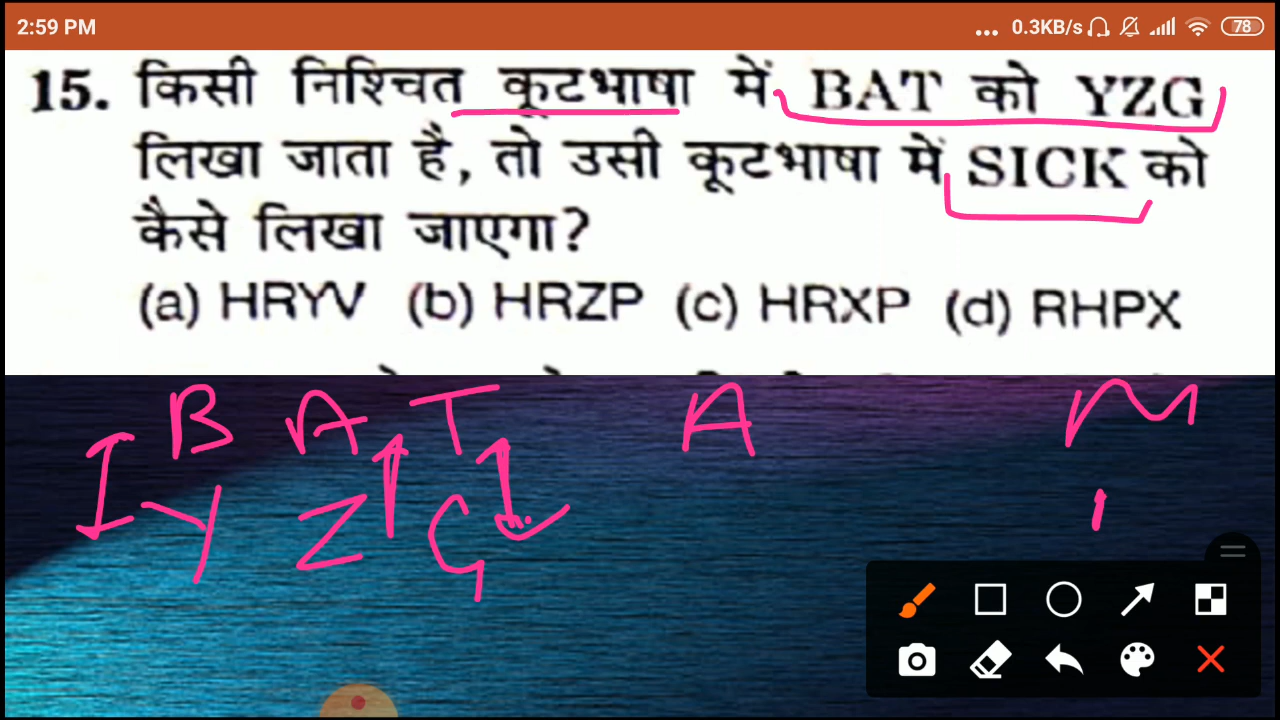 2:59 PM ... 0.3KB/s 78
15. किसी निश्चित कूटभाषा में BAT को YZG
लिखा जाता है, तो उसी कूटभाषा में SICK को
कैसे लिखा जाएगा?
(a) HRYV (b) HRZP (c) HRXP (d) RHPX
B A T A M
Y Z G